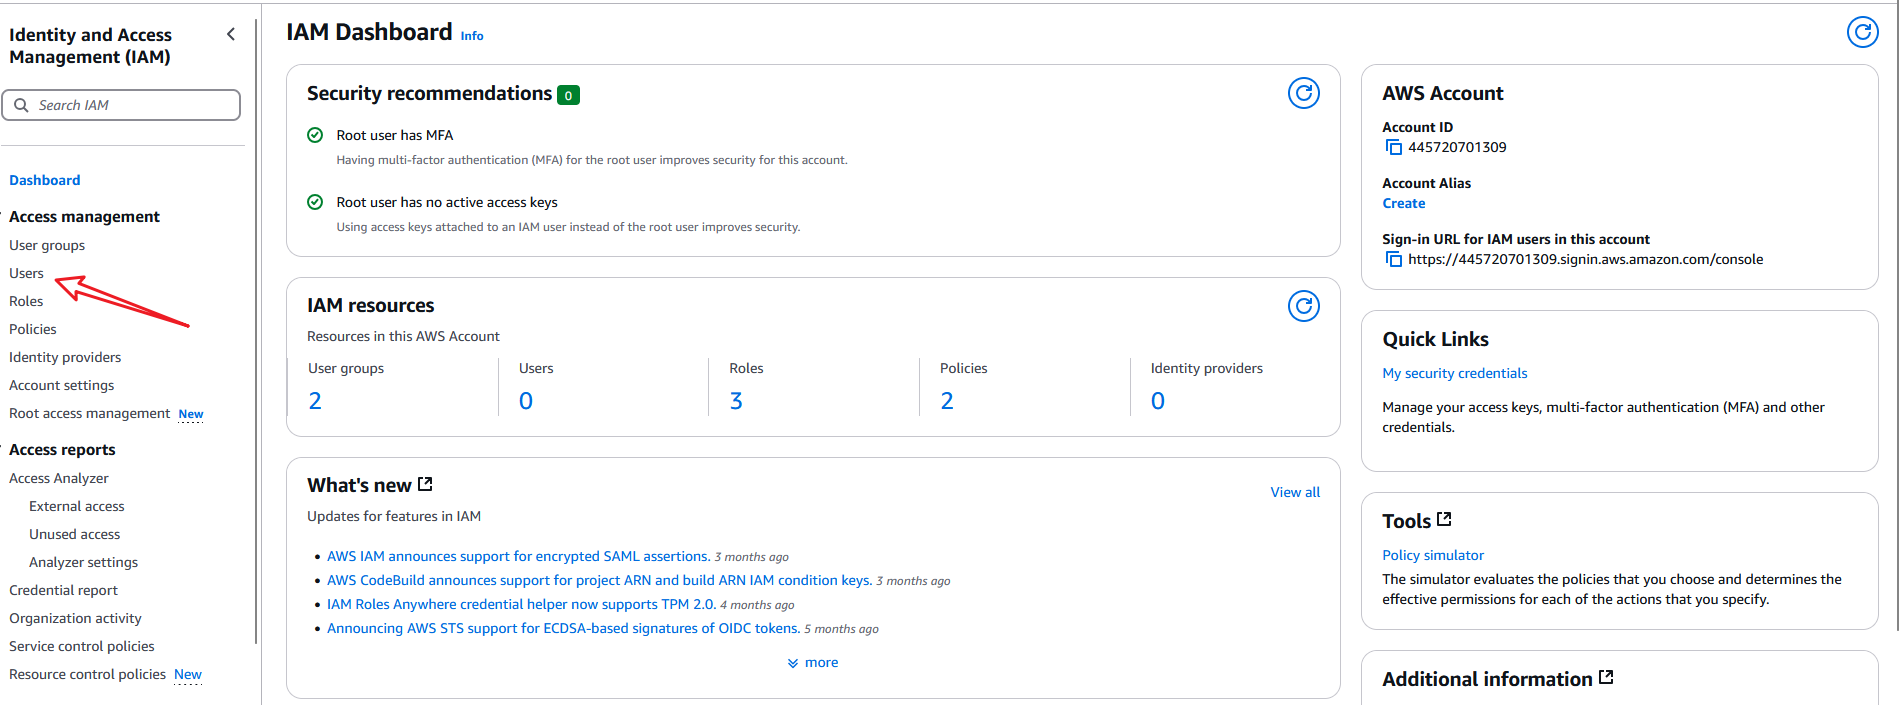 Identity and Access
Management (IAM)
Search IAM
Dashboard
Access management
User groups
Users
Roles
Policies
Identity providers
Account settings
Root access management New
Access reports
Access Analyzer
External access
Unused access
Analyzer settings
Credential report
Organization activity
Service control policies
Resource control policies New
IAM Dashboard Info
Security recommendations 0
Root user has MFA
Having multi-factor authentication (MFA) for the root user improves security for this account.
Root user has no active access keys
Using access keys attached to an IAM user instead of the root user improves security.
IAM resources
Resources in this AWS Account
User groups Users Roles Policies Identity providers
2 0 3 2 0
What's new
View all
Updates for features in IAM
• AWS IAM announces support for encrypted SAML assertions. 3 months ago
• AWS CodeBuild announces support for project ARN and build ARN IAM condition keys. 3 months ago
• IAM Roles Anywhere credential helper now supports TPM 2.0. 4 months ago
• Announcing AWS STS support for ECDSA-based signatures of OIDC tokens. 5 months ago
more
AWS Account
Account ID
445720701309
Account Alias
Create
Sign-in URL for IAM users in this account
https://445720701309.signin.aws.amazon.com/console
Quick Links
My security credentials
Manage your access keys, multi-factor authentication (MFA) and other
credentials.
Tools
Policy simulator
The simulator evaluates the policies that you choose and determines the
effective permissions for each of the actions that you specify.
Additional information